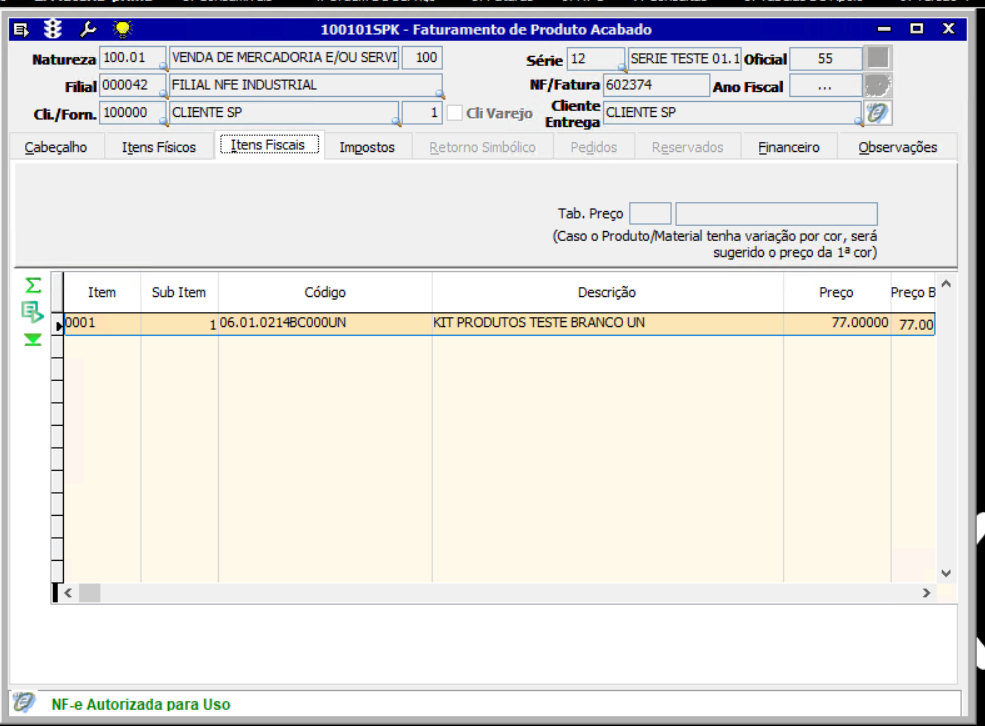 100101SPK - Faturamento de Produto Acabado
Natureza 100.01 VENDA DE MERCADORIA E/OU SERVI 100 Série 12 SERIE TESTE 01.1 Oficial 55
Filial 000042 FILIAL NFE INDUSTRIAL NF/Fatura 602374 Ano Fiscal ...
Cli./Forn. 100000 CLIENTE SP 1 Cli Varejo Cliente Entrega CLIENTE SP
Cabeçalho Itens Físicos Itens Fiscais Impostos Retorno Simbólico Pedidos Reservados Financeiro Observações
Tab. Preço
(Caso o Produto/Material tenha variação por cor, será
sugerido o preço da 1ª cor)
Item Sub Item Código Descrição Preço Preço B
0001 1 06.01.0214BC000UN KIT PRODUTOS TESTE BRANCO UN 77.00000 77.00
NF-e Autorizada para Uso